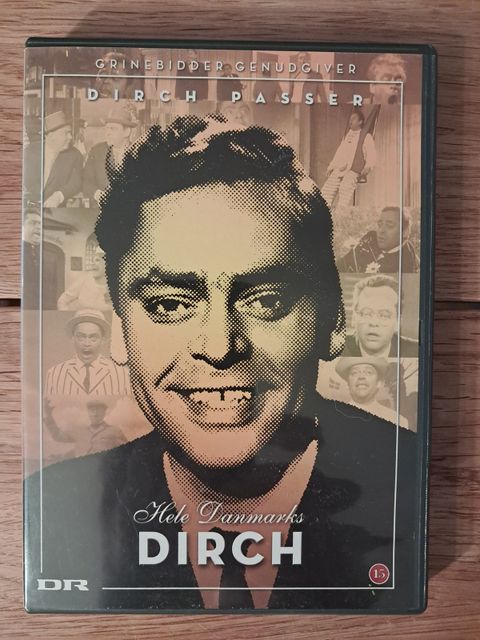 GRINEBIDDER GENUDGIVER
DIRCH PASSER
Hele Danmarks
DIRCH
DR
15